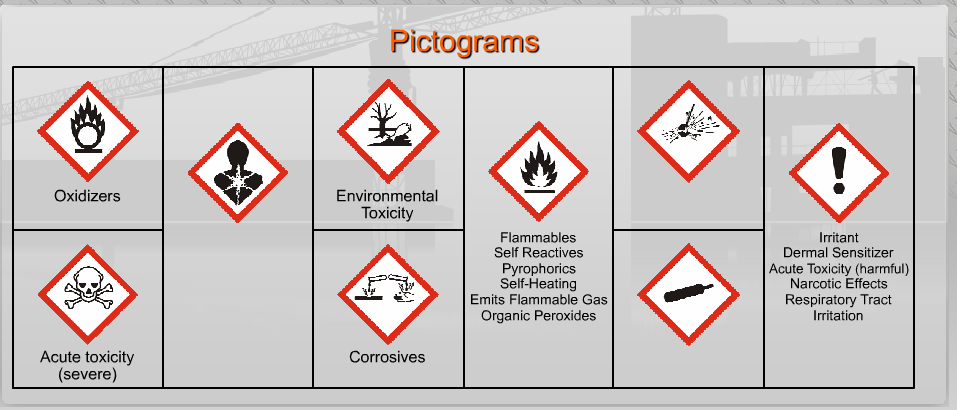 Pictograms
Oxidizers
Acute toxicity
(severe)
Environmental
Toxicity
Corrosives
Flammables
Self Reactives
Pyrophorics
Self-Heating
Emits Flammable Gas
Organic Peroxides
Irritant
Dermal Sensitizer
Acute Toxicity (harmful)
Narcotic Effects
Respiratory Tract
Irritation